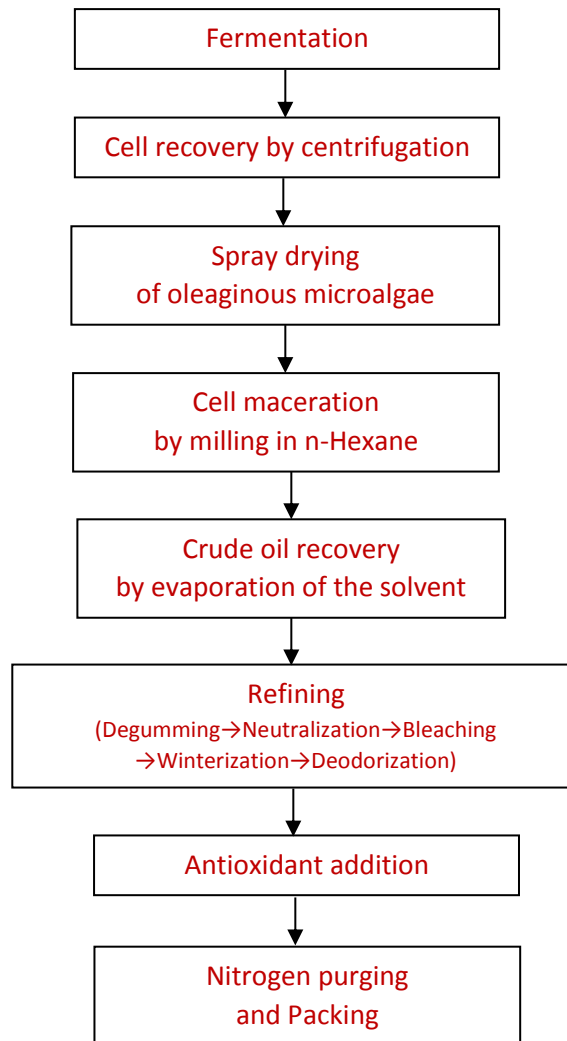 Fermentation
Cell recovery by centrifugation
Spray drying
of oleaginous microalgae
Cell maceration
by milling in n-Hexane
Crude oil recovery
by evaporation of the solvent
Refining
(Degumming→Neutralization→Bleaching
→Winterization→Deodorization)
Antioxidant addition
Nitrogen purging
and Packing